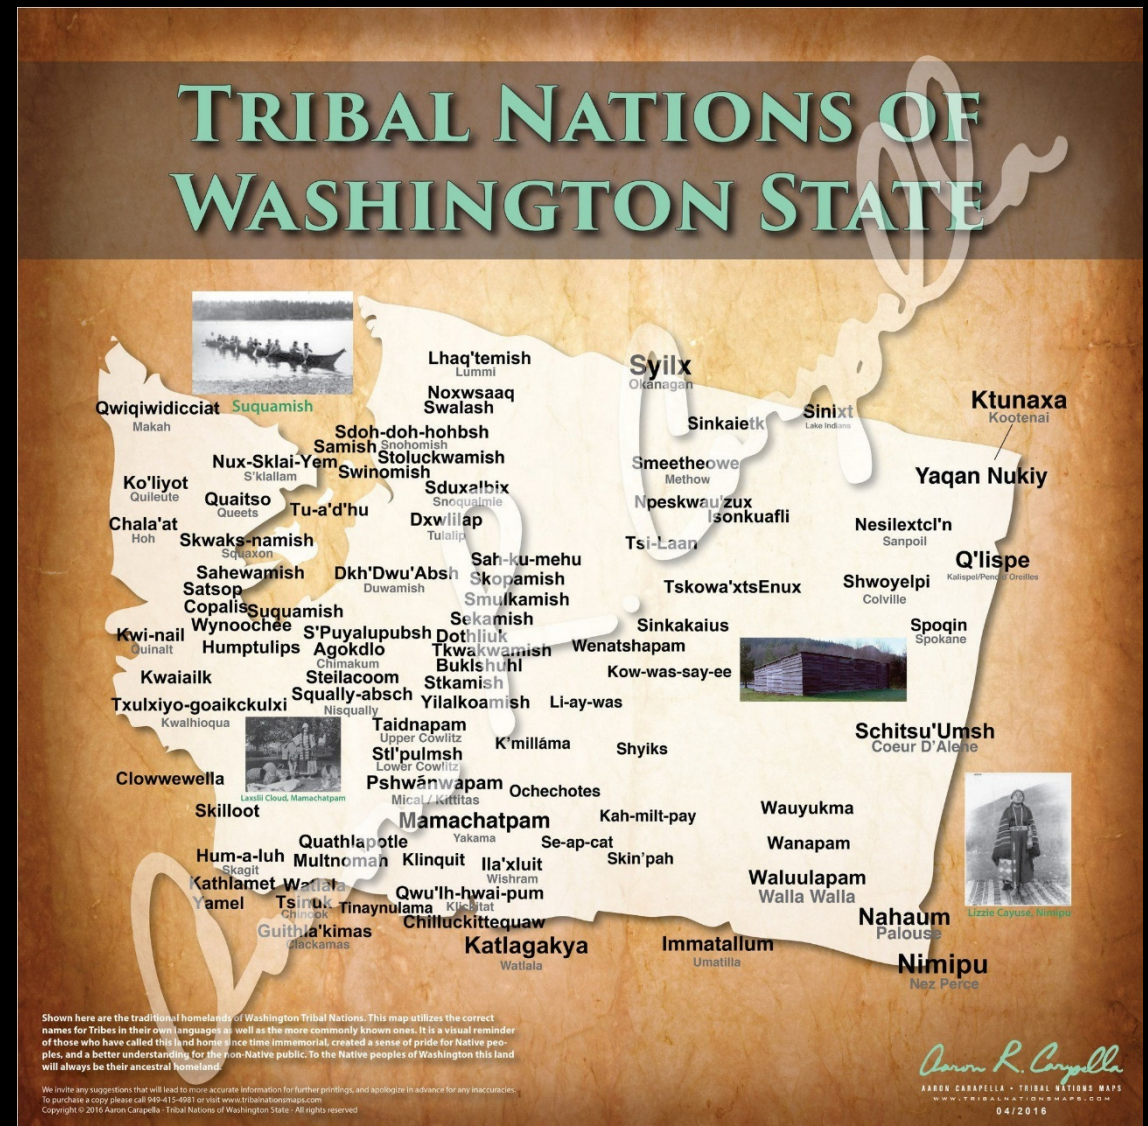 TRIBAL NATIONS OF
WASHINGTON STATE
Suquamish
Lhaq'temish
Lummi
Noxwsaaq
Swalash
Syilx
Okanagan
Sinkaietk
Sinixt
Lake Indians
Ktunaxa
Kootenai
Yaqan Nukiy
Qwiqiwidicciat
Makah
Sdoh-doh-hohbsh
Snohomish
Samish
Stoluckwamish
Nux-Sklai-Yem
S'klallam
Swinomish
Smeetheowe
Methow
Ko'liyot
Quileute
Quaitso
Queets
Tu-a'd'hu
Sduxalbix
Snoqualmie
Npeskwau'zux
Isonkuafli
Chala'at
Hoh
Dxwlilap
Tulalip
Nesilextcl'n
Sanpoil
Skwaks-namish
Squaxon
Tsi-Laan
Sah-ku-mehu
Q'lispe
Kalispel/Pend d'Oreilles
Sahewamish
Dkh'Dwu'Absh
Duwamish
Skopamish
Tskowa'xtsEnux
Shwoyelpi
Colville
Satsop
Smulkamish
Copalis
Suquamish
Sekamish
Wynoochee
Sinkakaius
Spoqin
Spokane
Kwi-nail
Quinalt
S'Puyalupubsh
Dothliuk
Humptulips
Agokdlo
Chimakum
Tkwakwamish
Wenatshapam
Buklshuhl
Kwaiailk
Steilacoom
Stkamish
Kow-was-say-ee
Squally-absch
Nisqually
Yilalkoamish
Li-ay-was
Txulxiyo-goaikckulxi
Kwalhioqua
Taidnapam
Upper Cowlitz
Schitsu'Umsh
Coeur D'Alene
K'milláma
Shyiks
Stl'pulmsh
Lower Cowlitz
Clowwewella
Laxslii Cloud, Mamachatpam
Pshwãnwapam
Mical / Kittitas
Ochechotes
Skilloot
Mamachatpam
Yakama
Kah-milt-pay
Wauyukma
Quathlapotle
Se-ap-cat
Wanapam
Hum-a-luh
Skagit
Multnomah
Klinquit
Ila'xluit
Wishram
Skin'pah
Kathlamet
Watlala
Waluulapam
Walla Walla
Yamel
Tsinuk
Chinook
Tinaynulama
Qwu'lh-hwai-pum
Klickitat
Lizzie Cayuse, Nimipu
Chilluckittequaw
Nahaum
Palouse
Guithla'kimas
Clackamas
Katlagakya
Watlala
Immatallum
Umatilla
Nimipu
Nez Perce
Shown here are the traditional homelands of Washington Tribal Nations. This map utilizes the correct
names for Tribes in their own languages as well as the more commonly known ones. It is a visual reminder
of those who have called this land home since time immemorial, created a sense of pride for Native peo-
ples, and a better understanding for the non-Native public. To the Native peoples of Washington this land
will always be their ancestral homeland.
We invite any suggestions that will lead to more accurate information for further printings, and apologize in advance for any inaccuracies.
To purchase a copy please call 949-415-4981 or visit www.tribalnationsmaps.com
Copyright © 2016 Aaron Carapella - Tribal Nations of Washington State - All rights reserved
Aaron R. Carapella
AARON CARAPELLA • TRIBAL NATIONS MAPS
WWW.TRIBALNATIONSMAPS.COM
04/2016
Aaron R. Carapella